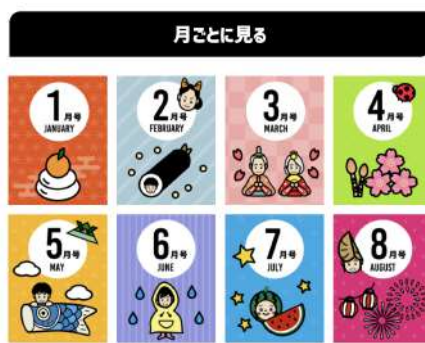 月ごとに見る
1月号
JANUARY
2月号
FEBRUARY
3月号
MARCH
4月号
APRIL
5月号
MAY
6月号
JUNE
7月号
JULY
8月号
AUGUST